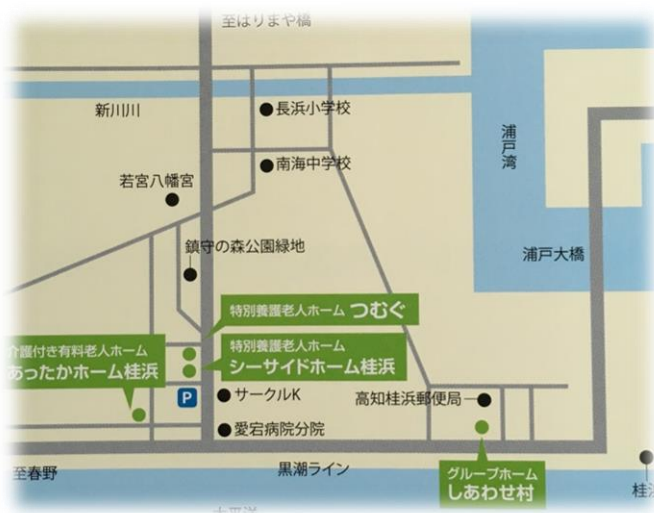 至はりまや橋
新川川
長浜小学校
浦戸湾
南海中学校
若宮八幡宮
鎮守の森公園緑地
浦戸大橋
特別養護老人ホーム つむぐ
介護付き有料老人ホーム
あったかホーム桂浜
特別養護老人ホーム
シーサイドホーム桂浜
P
サークルK
高知桂浜郵便局
愛宕病院分院
至春野
黒潮ライン
グループホーム
しあわせ村
桂浜
太平洋